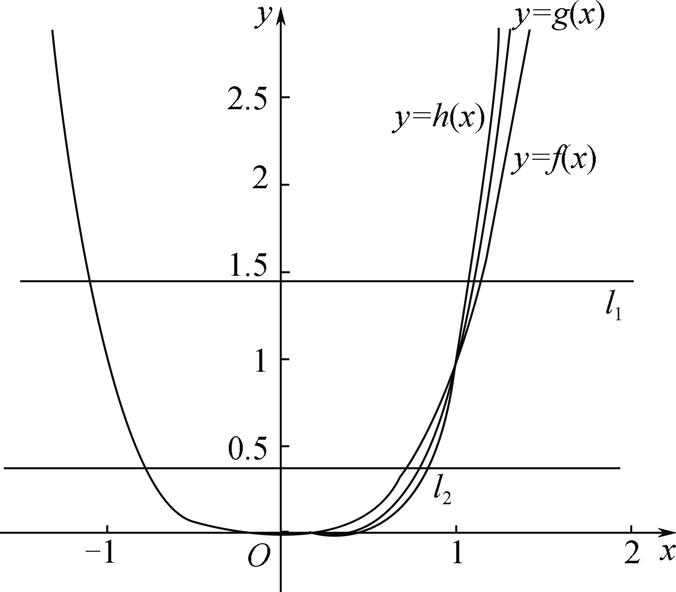 y
y=g(x)
2.5
y=h(x)
y=f(x)
2
1.5
l₁
1
0.5
l₂
−1
O
1
2
x